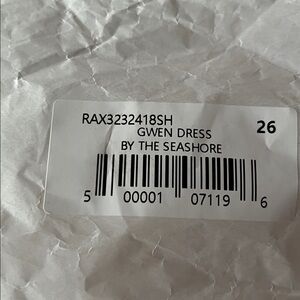 RAX3232418SH
GWEN DRESS 26
BY THE SEASHORE
5 00001 07119 6